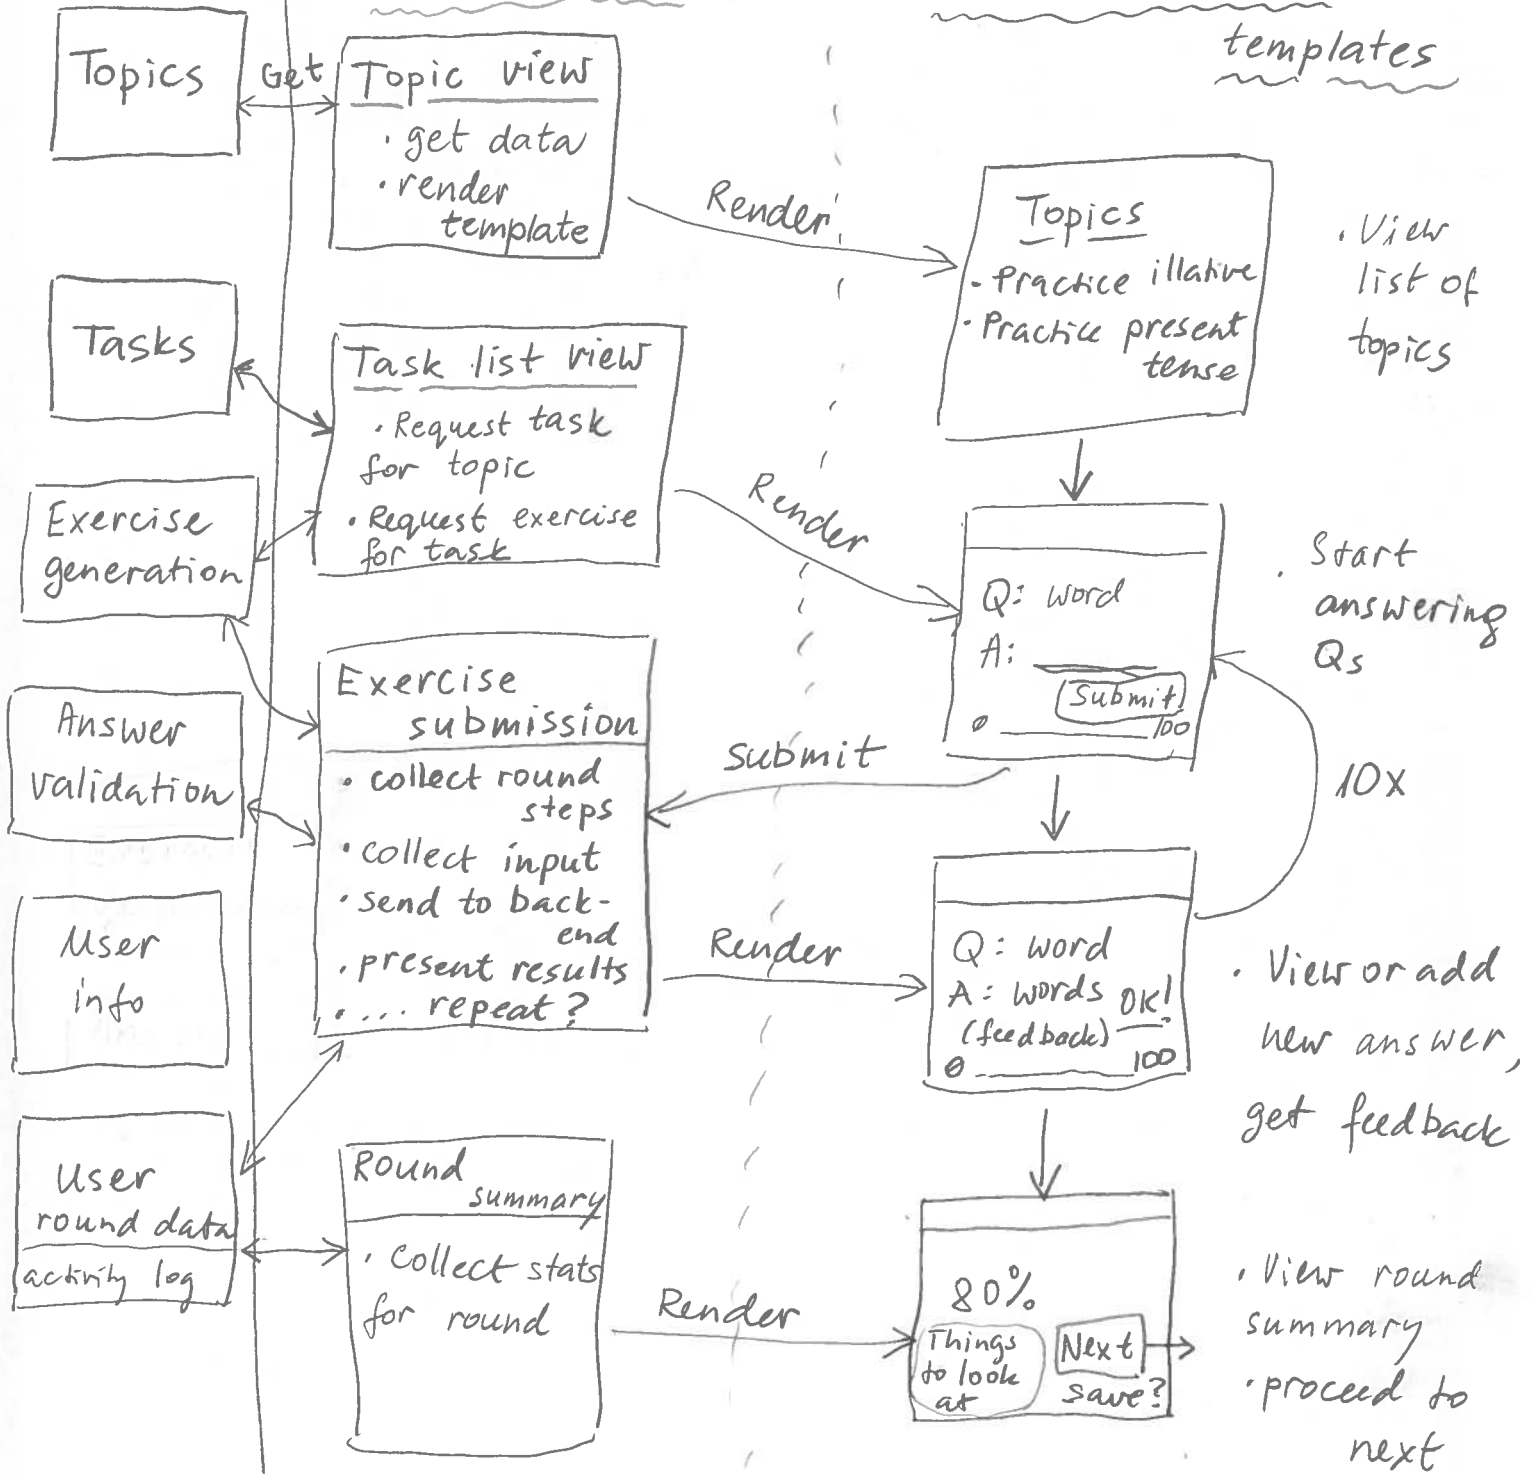 templates
Topics
Get
Topic view
· get data
· render
template
Render
Topics
· Practice illative
· Practice present
tense
· View
list of
topics
Tasks
Task list view
· Request task
for topic
· Request exercise
for task
Render
Exercise
generation
Q: word
A:
Submit
0 100
· Start
answering
Qs
Exercise
submission
· collect round
steps
· collect input
· send to back-
end
· present results
· ... repeat?
Submit
10x
Answer
validation
Render
Q: word
A: words OK!
(feedback)
0 100
· View or add
new answer,
get feedback
User
info
User
round data
activity log
Round
summary
· Collect stats
for round
Render
80%
Things
to look
at
Next
save?
· View round
summary
· proceed to
next